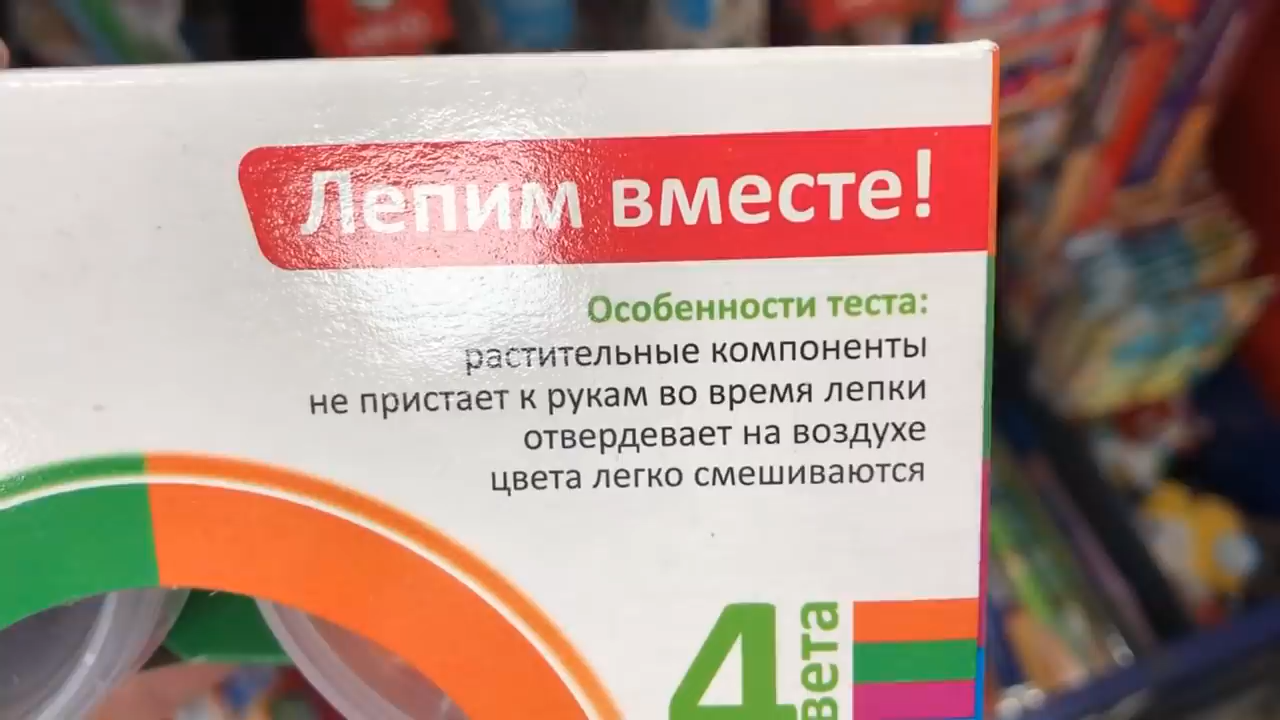 Лепим вместе!
Особенности теста:
растительные компоненты
не пристает к рукам во время лепки
отвердевает на воздухе
цвета легко смешиваются
4